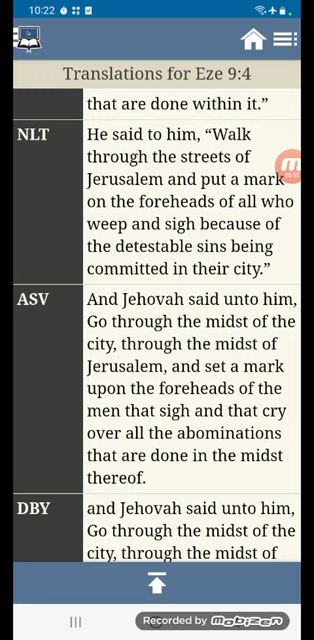 10:22
Translations for Eze 9:4
that are done within it.”
NLT
He said to him, “Walk
through the streets of
Jerusalem and put a mark
on the foreheads of all who
weep and sigh because of
the detestable sins being
committed in their city.”
ASV
And Jehovah said unto him,
Go through the midst of the
city, through the midst of
Jerusalem, and set a mark
upon the foreheads of the
men that sigh and that cry
over all the abominations
that are done in the midst
thereof.
DBY
and Jehovah said unto him,
Go through the midst of the
city, through the midst of
Recorded by mobizen